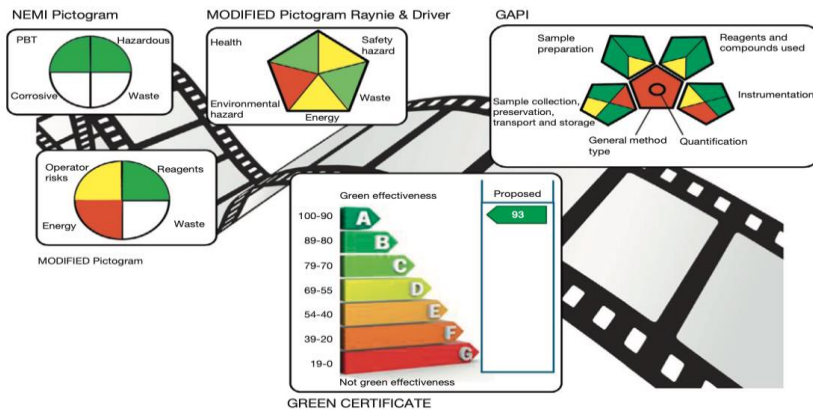 NEMI Pictogram
PBT
Hazardous
Corrosive
Waste
MODIFIED Pictogram Raynie & Driver
Health
Safety
hazard
Environmental
hazard
Waste
Energy
GAPI
Sample
preparation
Reagents and
compounds used
Sample collection,
preservation,
transport and storage
Instrumentation
General method
type
Quantification
Operator
risks
Reagents
Energy
Waste
MODIFIED Pictogram
Green effectiveness
Proposed
100-90
A
93
89-80
B
79-70
C
69-55
D
54-40
E
39-20
F
19-0
G
Not green effectiveness
GREEN CERTIFICATE